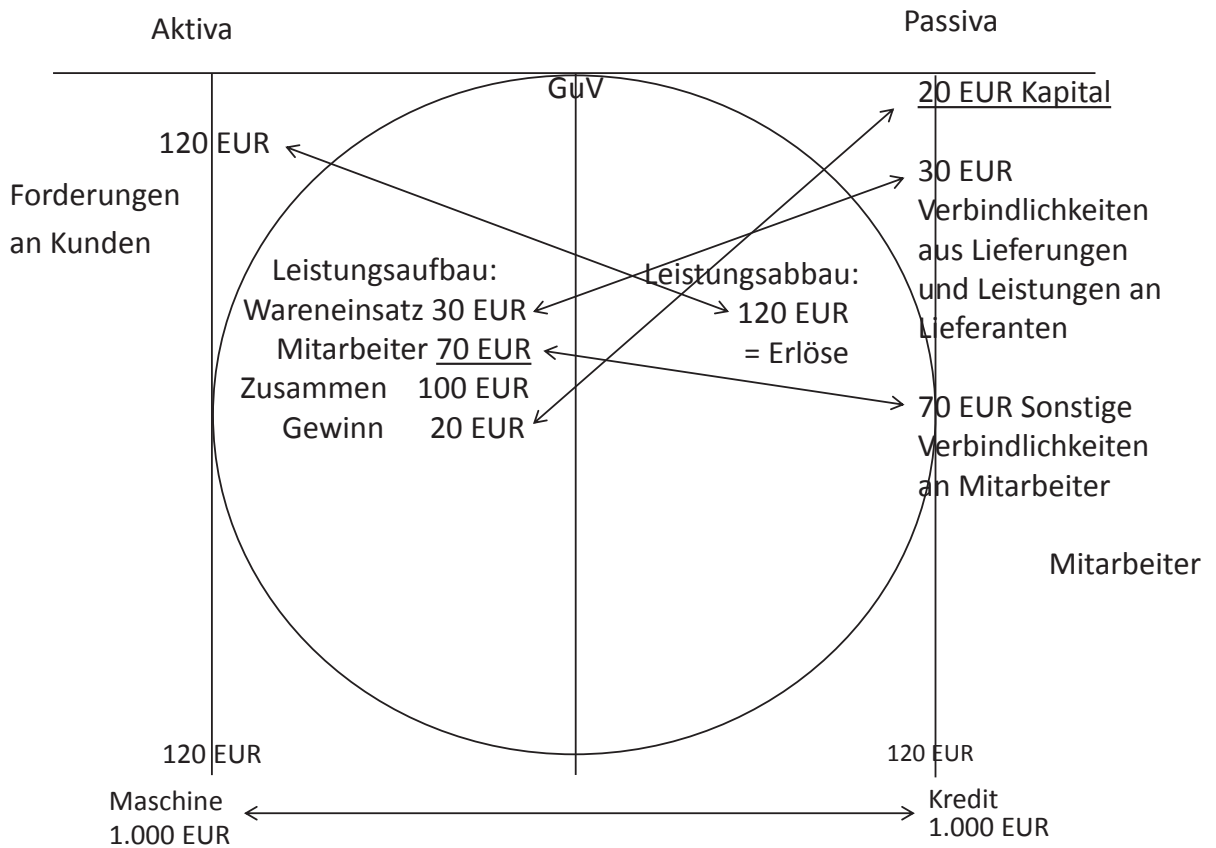 Aktiva
Passiva
GuV
20 EUR Kapital
120 EUR
Forderungen
an Kunden
30 EUR
Verbindlichkeiten
aus Lieferungen
und Leistungen an
Lieferanten
Leistungsaufbau:
Wareneinsatz 30 EUR
Mitarbeiter 70 EUR
Zusammen 100 EUR
Gewinn 20 EUR
Leistungsabbau:
120 EUR
= Erlöse
70 EUR Sonstige
Verbindlichkeiten
an Mitarbeiter
Mitarbeiter
120 EUR
120 EUR
Maschine
1.000 EUR
Kredit
1.000 EUR